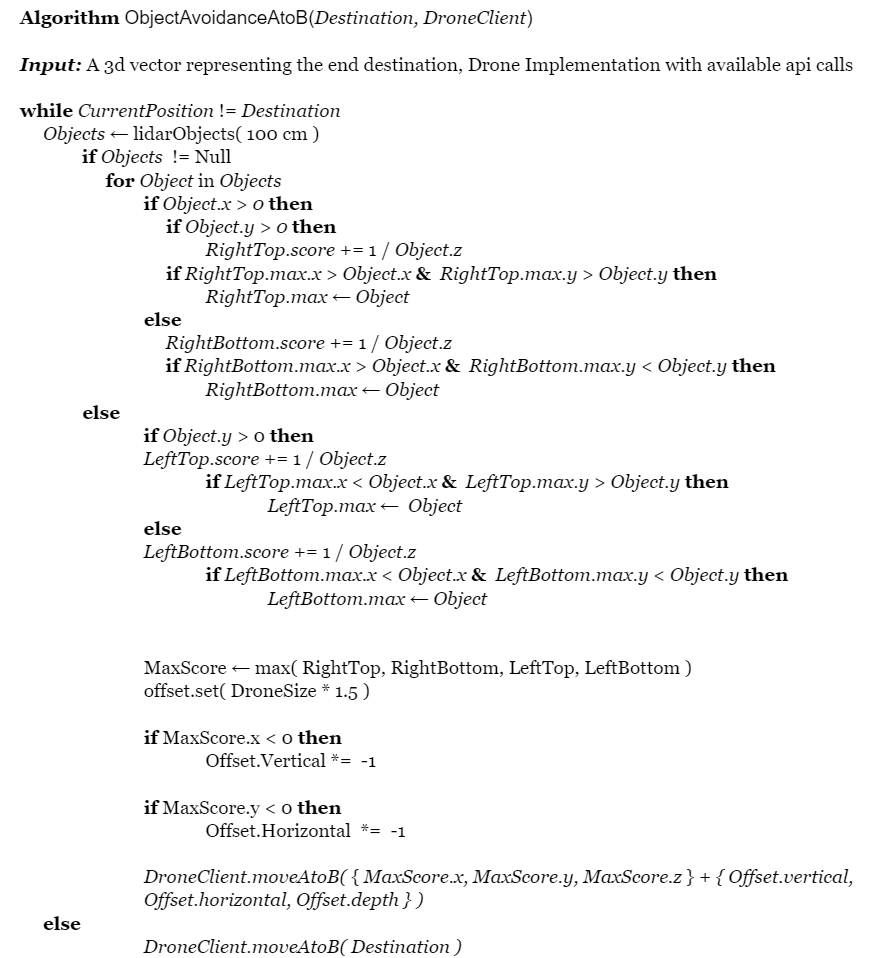 Algorithm ObjectAvoidanceAtoB(Destination, DroneClient)
Input: A 3d vector representing the end destination, Drone Implementation with available api calls
while CurrentPosition != Destination
Objects ← lidarObjects( 100 cm )
if Objects != Null
for Object in Objects
if Object.x > 0 then
if Object.y > 0 then
RightTop.score += 1 / Object.z
if RightTop.max.x > Object.x & RightTop.max.y > Object.y then
RightTop.max ← Object
else
RightBottom.score += 1 / Object.z
if RightBottom.max.x > Object.x & RightBottom.max.y < Object.y then
RightBottom.max ← Object
else
if Object.y > 0 then
LeftTop.score += 1 / Object.z
if LeftTop.max.x < Object.x & LeftTop.max.y > Object.y then
LeftTop.max ← Object
else
LeftBottom.score += 1 / Object.z
if LeftBottom.max.x < Object.x & LeftBottom.max.y < Object.y then
LeftBottom.max ← Object
MaxScore ← max( RightTop, RightBottom, LeftTop, LeftBottom )
offset.set( DroneSize * 1.5 )
if MaxScore.x < 0 then
Offset.Vertical *= -1
if MaxScore.y < 0 then
Offset.Horizontal *= -1
DroneClient.moveAtoB( { MaxScore.x, MaxScore.y, MaxScore.z } + { Offset.vertical,
Offset.horizontal, Offset.depth } )
else
DroneClient.moveAtoB( Destination )